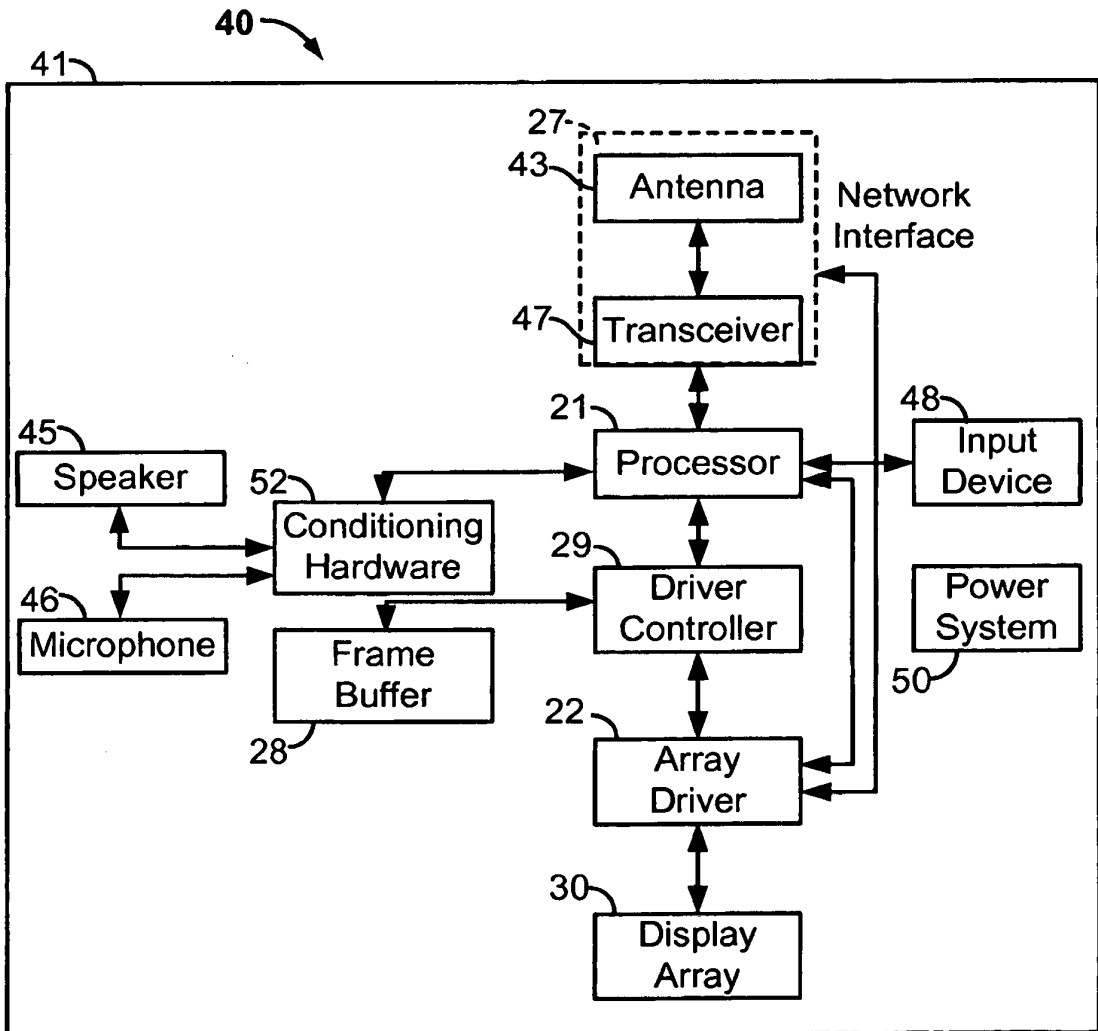 40
41
27
43
Antenna
Network
Interface
47
Transceiver
21
48
45
Processor
Input
Device
Speaker
52
Conditioning
Hardware
29
Driver
Controller
Power
System
46
Microphone
50
Frame
Buffer
28
22
Array
Driver
30
Display
Array